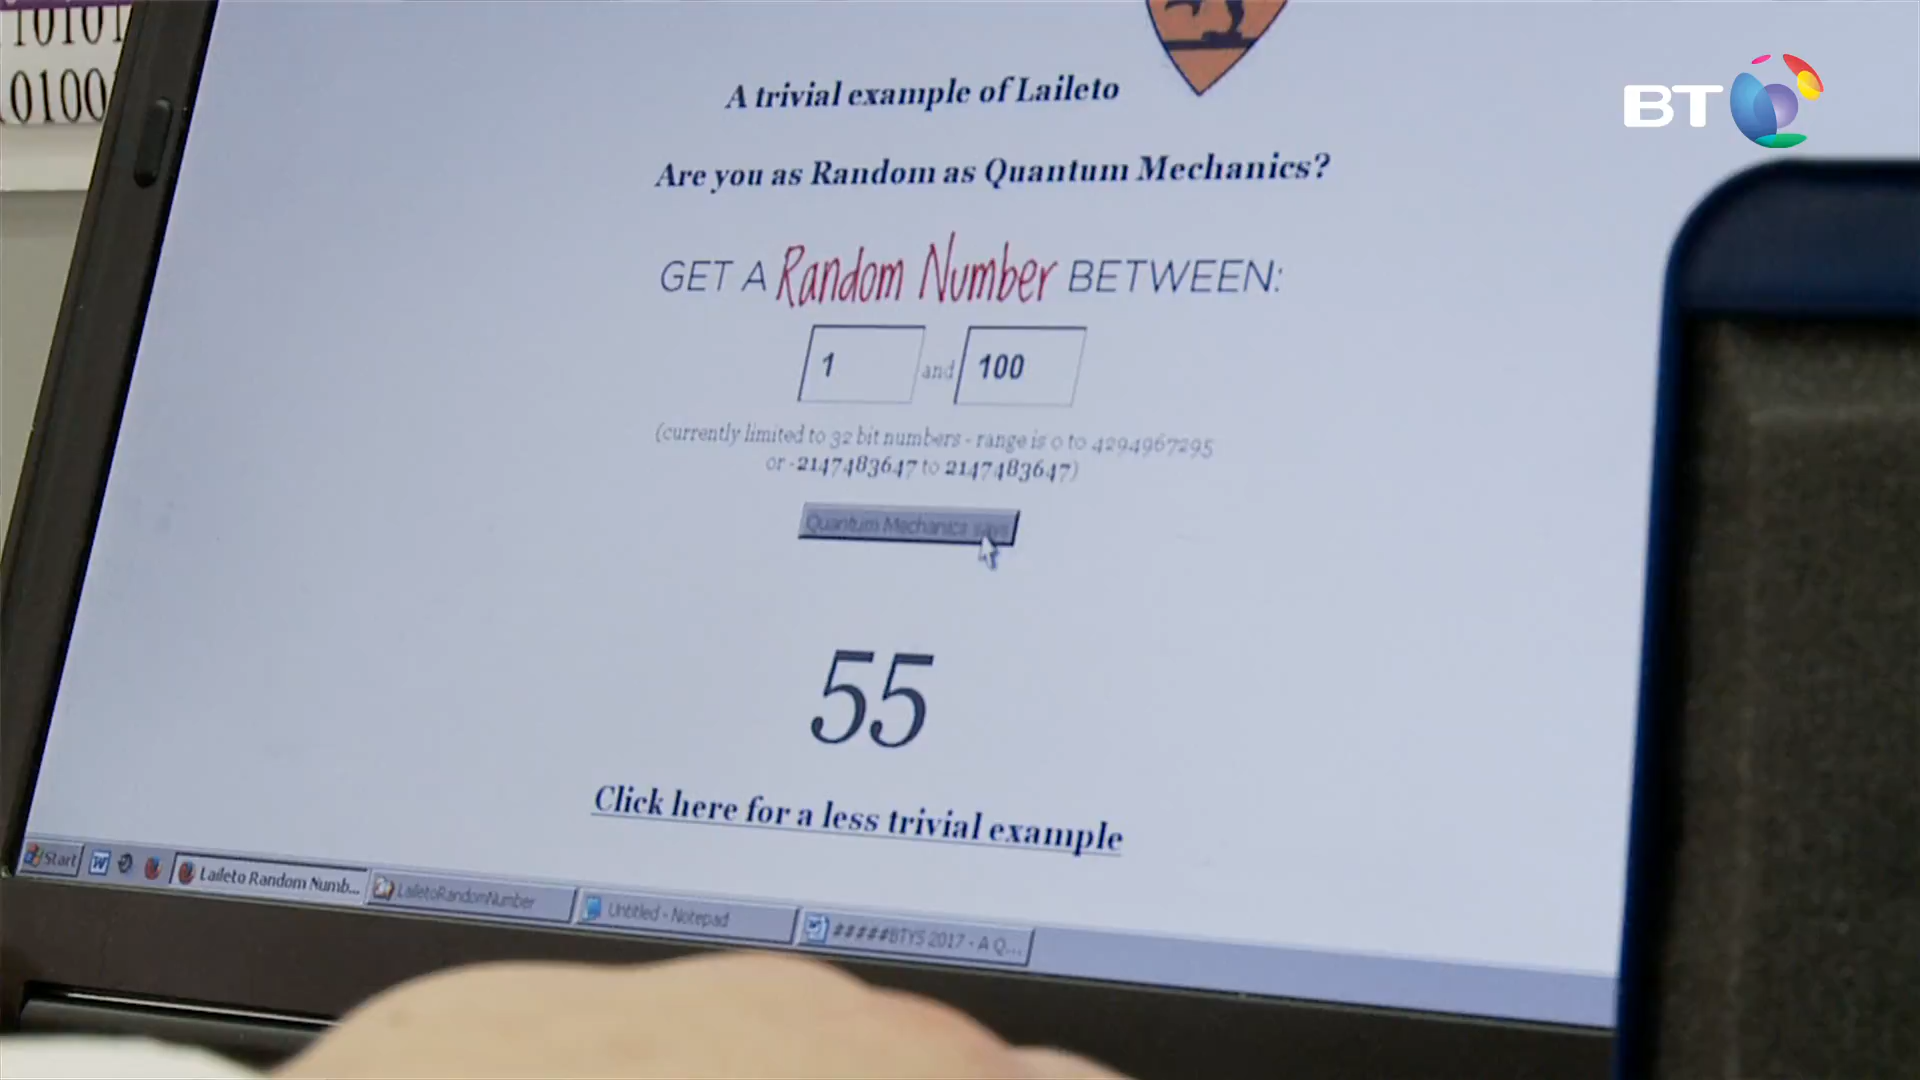 10101
0100
BT
A trivial example of Laileto
Are you as Random as Quantum Mechanics?
GET A Random Number BETWEEN:
1 and 100
(currently limited to 32 bit numbers - range is 0 to 4294967295
or -2147483647 to 2147483647)
Quantum Mechanics says
55
Click here for a less trivial example
Start
Laileto Random Numb...
LailetoRandomNumber
Untitled - Notepad
#####BTYS 2017 - A Q...